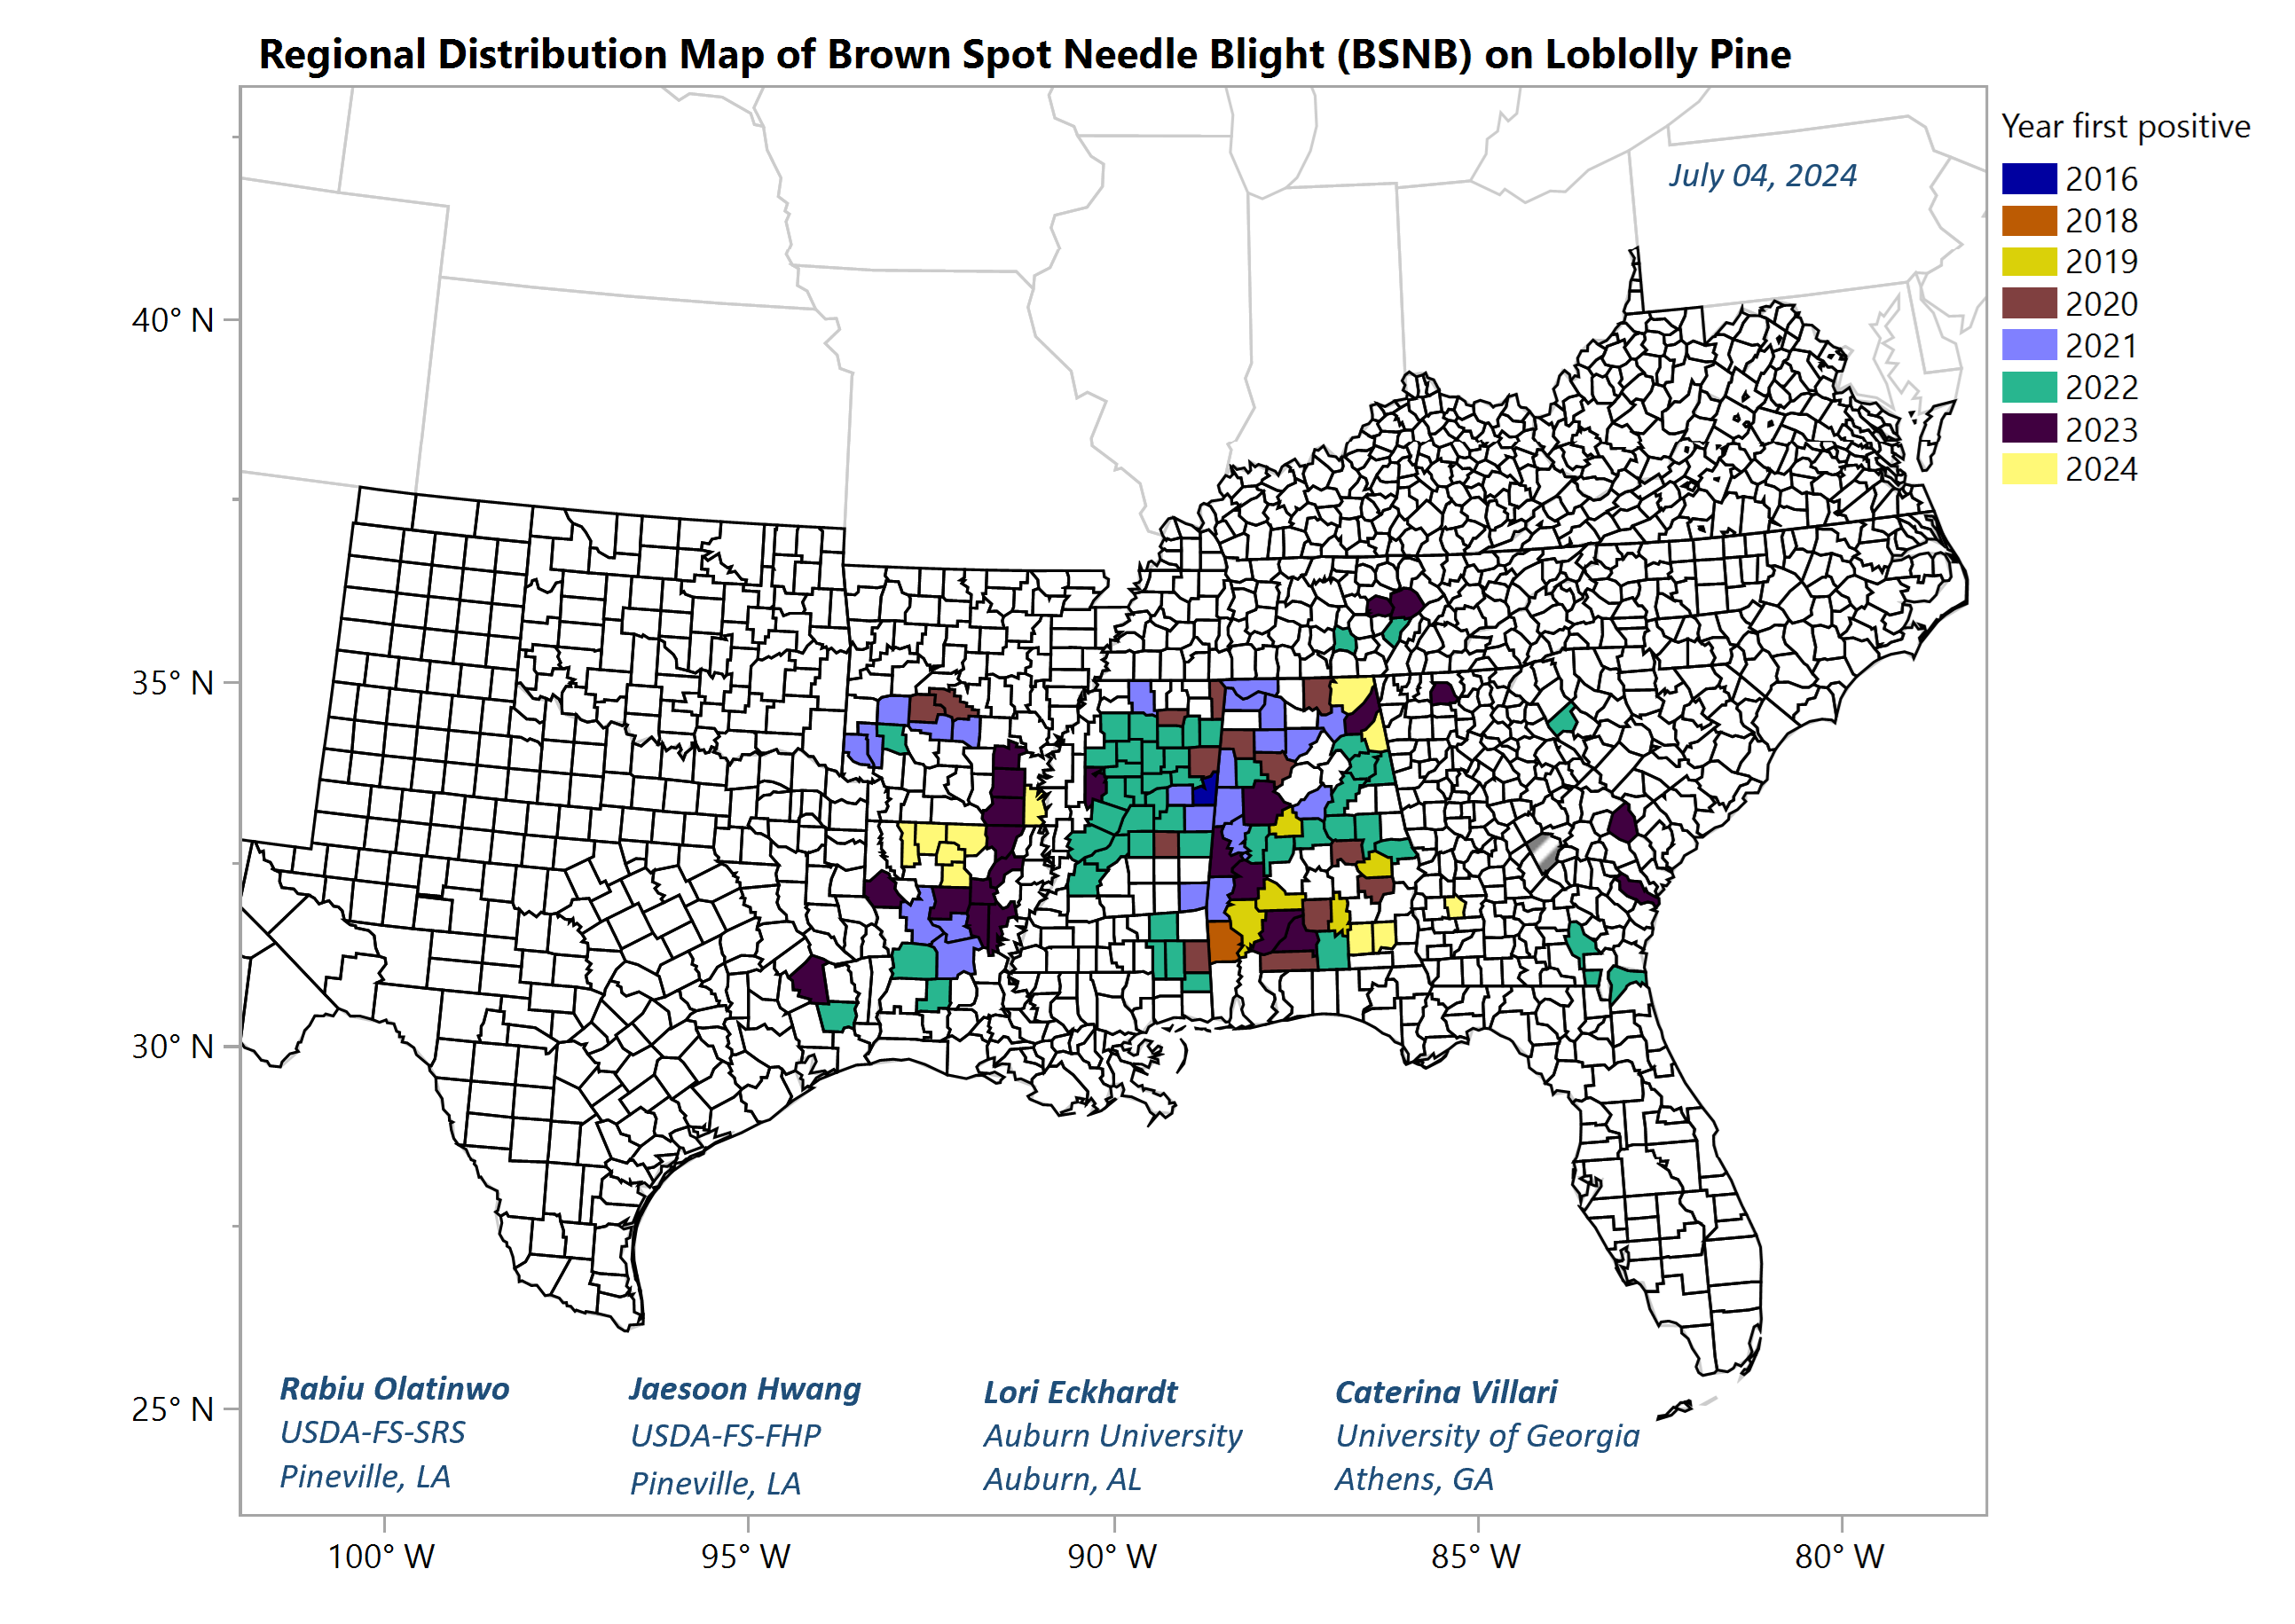 Regional Distribution Map of Brown Spot Needle Blight (BSNB) on Loblolly Pine
Year first positive
July 04, 2024
2016
2018
2019
2020
2021
2022
2023
2024
40° N
35° N
30° N
25° N
Rabiu Olatinwo
USDA-FS-SRS
Pineville, LA
Jaesoon Hwang
USDA-FS-FHP
Pineville, LA
Lori Eckhardt
Auburn University
Auburn, AL
Caterina Villari
University of Georgia
Athens, GA
100° W
95° W
90° W
85° W
80° W